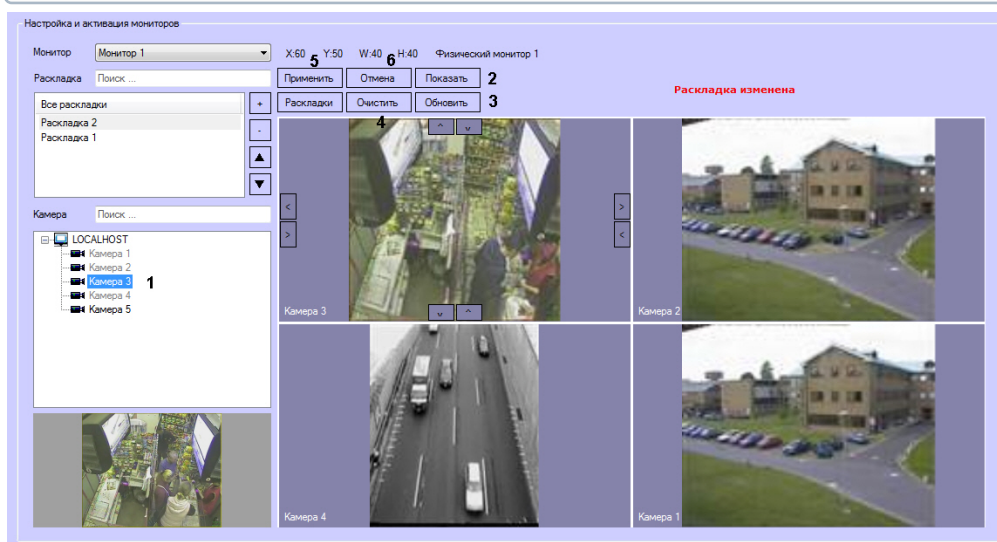 Настройка и активация мониторов
Монитор Монитор 1 X:60 Y:50 W:40 H:40 Физический монитор 1
5 6
Раскладка Поиск ... Применить Отмена Показать 2
Раскладка изменена
Все раскладки + Раскладки Очистить Обновить 3
4
Раскладка 2 -
Раскладка 1
▲
▼
^ v
< >
> <
v ^
Камера Поиск ...
LOCALHOST
Камера 1
Камера 2
Камера 3 1
Камера 4
Камера 5
Камера 3 Камера 2
Камера 4 Камера 1